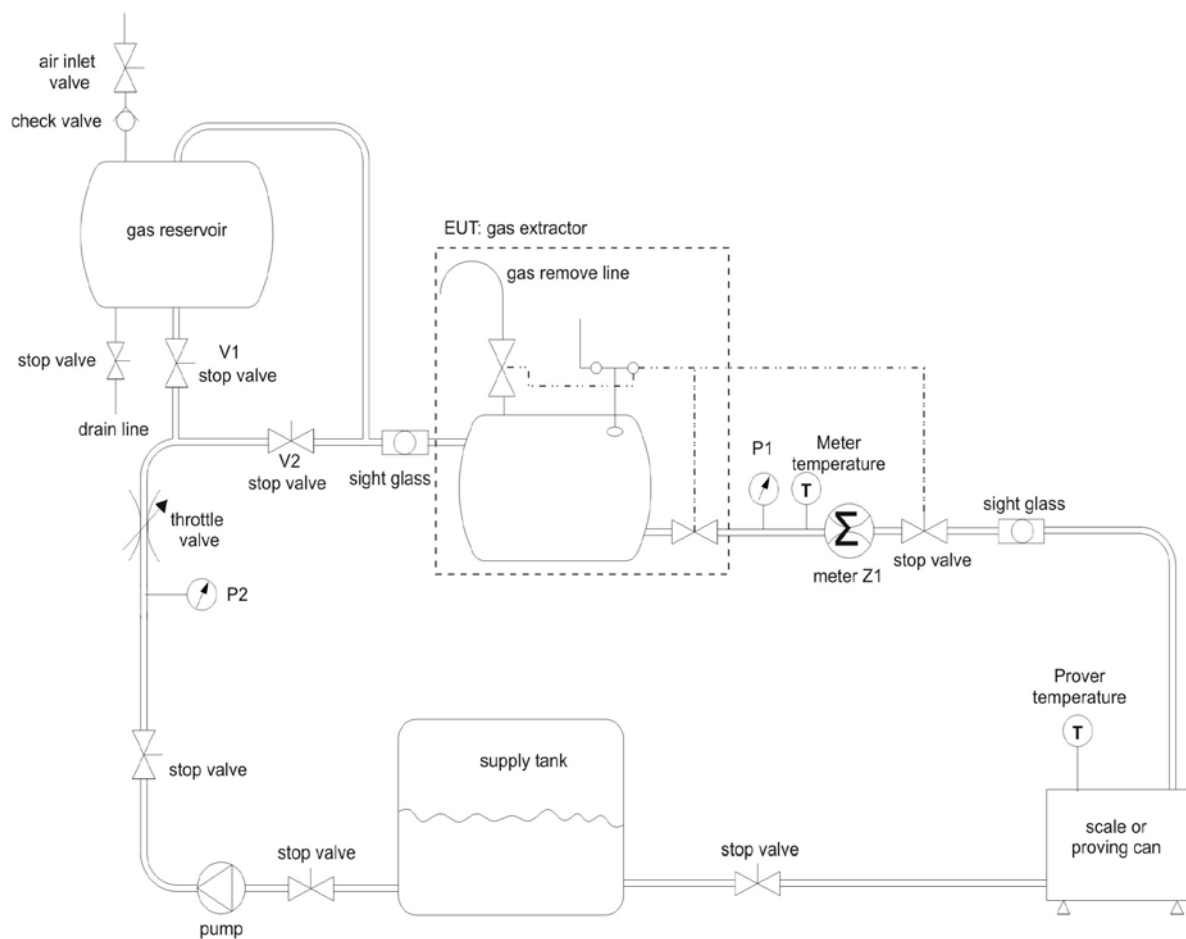 air inlet
valve
check valve
gas reservoir
EUT: gas extractor
gas remove line
stop valve
V1
stop valve
drain line
V2
stop valve
sight glass
P1
Meter
temperature
T
sight glass
throttle
valve
Σ
meter Z1
stop valve
P2
Prover
temperature
T
stop valve
supply tank
scale or
proving can
stop valve
stop valve
pump